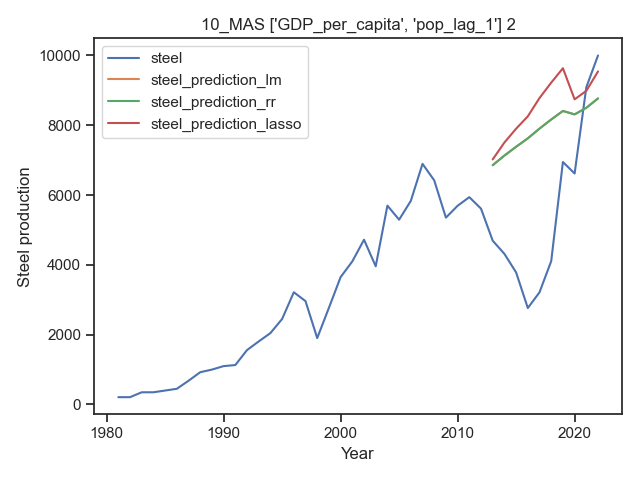 10_MAS ['GDP_per_capita', 'pop_lag_1'] 2
steel
steel_prediction_lm
steel_prediction_rr
steel_prediction_lasso
10000
8000
6000
4000
2000
0
Steel production
1980
1990
2000
2010
2020
Year